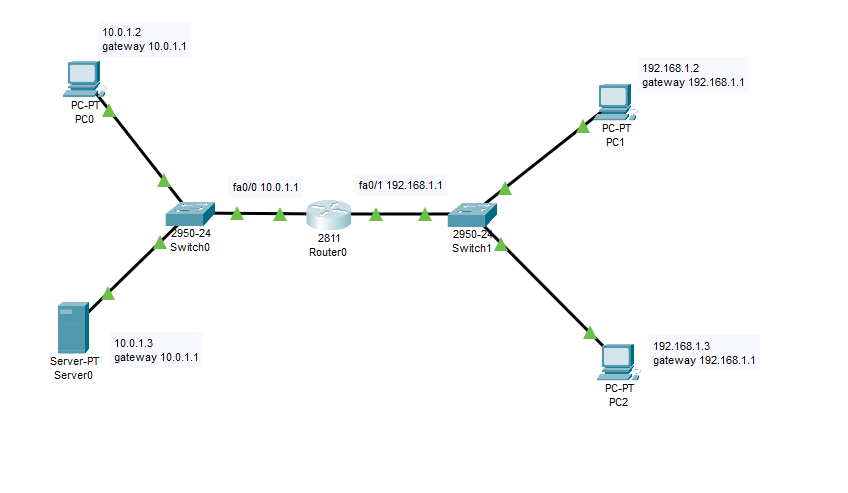 10.0.1.2
gateway 10.0.1.1
PC-PT
PC0
192.168.1.2
gateway 192.168.1.1
PC-PT
PC1
fa0/0 10.0.1.1
fa0/1 192.168.1.1
2950-24
Switch0
2811
Router0
2950-24
Switch1
10.0.1.3
gateway 10.0.1.1
Server-PT
Server0
192.168.1.3
gateway 192.168.1.1
PC-PT
PC2